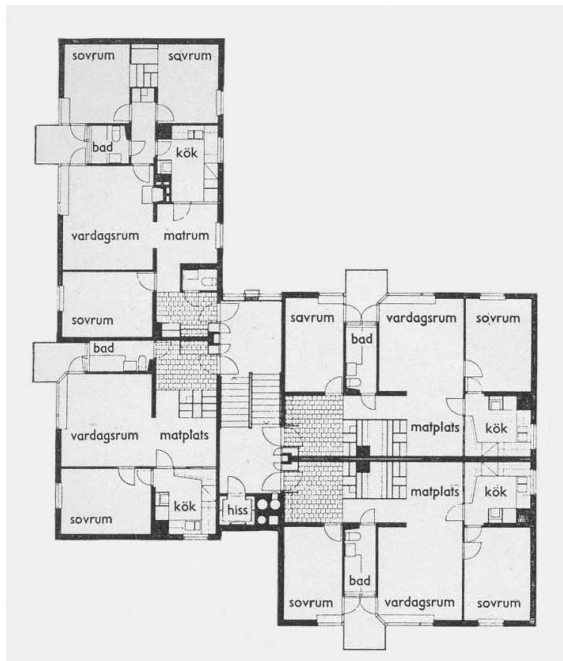 sovrum
sovrum
bad
kök
vardagsrum
matrum
sovrum
bad
vardagsrum
matplats
sovrum
kök
hiss
sovrum
vardagsrum
sovrum
bad
matplats
kök
matplats
kök
bad
sovrum
vardagsrum
sovrum